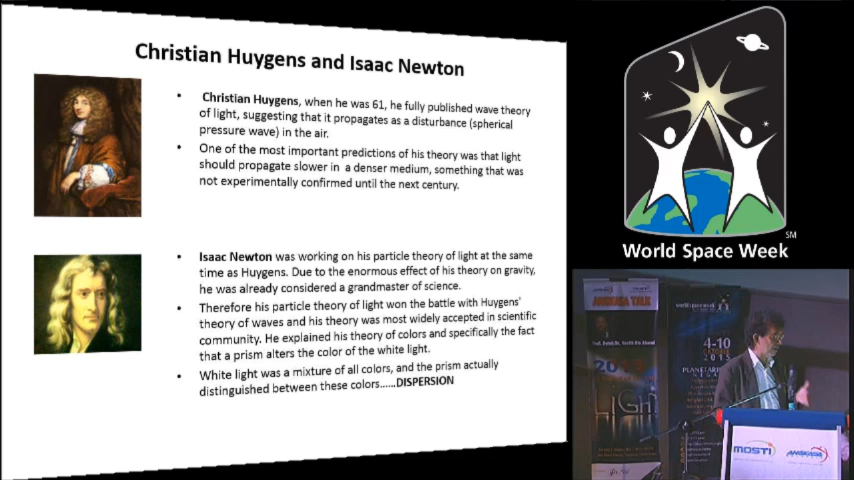 Christian Huygens and Isaac Newton
• Christian Huygens, when he was 61, he fully published wave theory
of light, suggesting that it propagates as a disturbance (spherical
pressure wave) in the air.
• One of the most important predictions of his theory was that light
should propagate slower in a denser medium, something that was
not experimentally confirmed until the next century.
• Isaac Newton was working on his particle theory of light at the same
time as Huygens. Due to the enormous effect of his theory on gravity,
he was already considered a grandmaster of science.
• Therefore his particle theory of light won the battle with Huygens'
theory of waves and his theory was most widely accepted in scientific
community. He explained his theory of colors and specifically the fact
that a prism alters the color of the white light.
• White light was a mixture of all colors, and the prism actually
distinguished between these colors......DISPERSION
SM
World Space Week
ANGKASA TALK
LIGHT
4-10
2015
MOSTI
ANGKASA